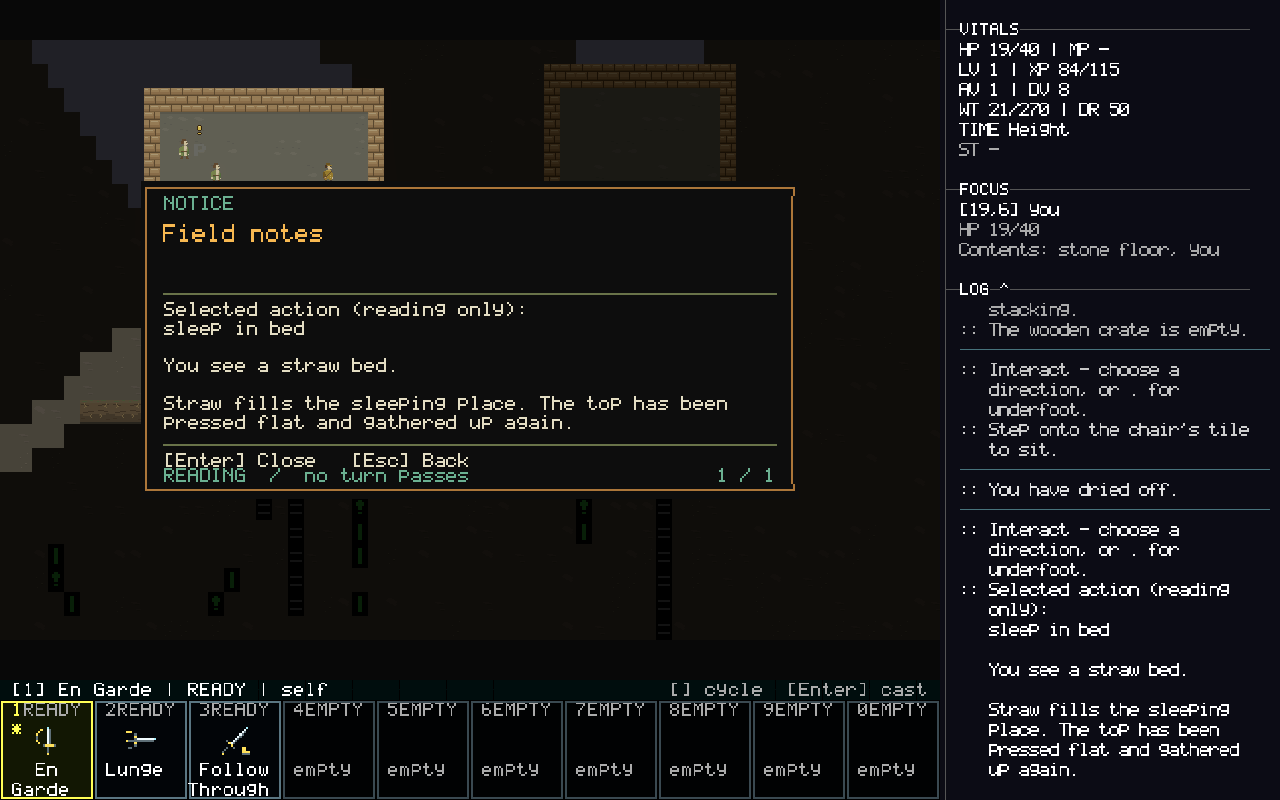 NOTICE
Field notes
Selected action (reading only):
sleep in bed
You see a straw bed.
Straw fills the sleeping place. The top has been
pressed flat and gathered up again.
[Enter] Close [Esc] Back
READING / no turn passes 1 / 1
[1] En Garde | READY | self [] cycle [Enter] cast
1READY 2READY 3READY 4EMPTY 5EMPTY 6EMPTY 7EMPTY 8EMPTY 9EMPTY 0EMPTY
*
En Garde
Lunge
Follow Through
empty empty empty empty empty empty empty
VITALS
HP 19/40 | MP -
LV 1 | XP 84/115
AV 1 | DV 8
WT 21/270 | DR 50
TIME Height
ST -
FOCUS
[19,6] You
HP 19/40
Contents: stone floor, you
LOG ^
stacking.
:: The wooden crate is empty.
:: Interact - choose a
direction, or . for
underfoot.
:: Step onto the chair's tile
to sit.
:: You have dried off.
:: Interact - choose a
direction, or . for
underfoot.
:: Selected action (reading
only):
sleep in bed
You see a straw bed.
Straw fills the sleeping
place. The top has been
pressed flat and gathered
up again.